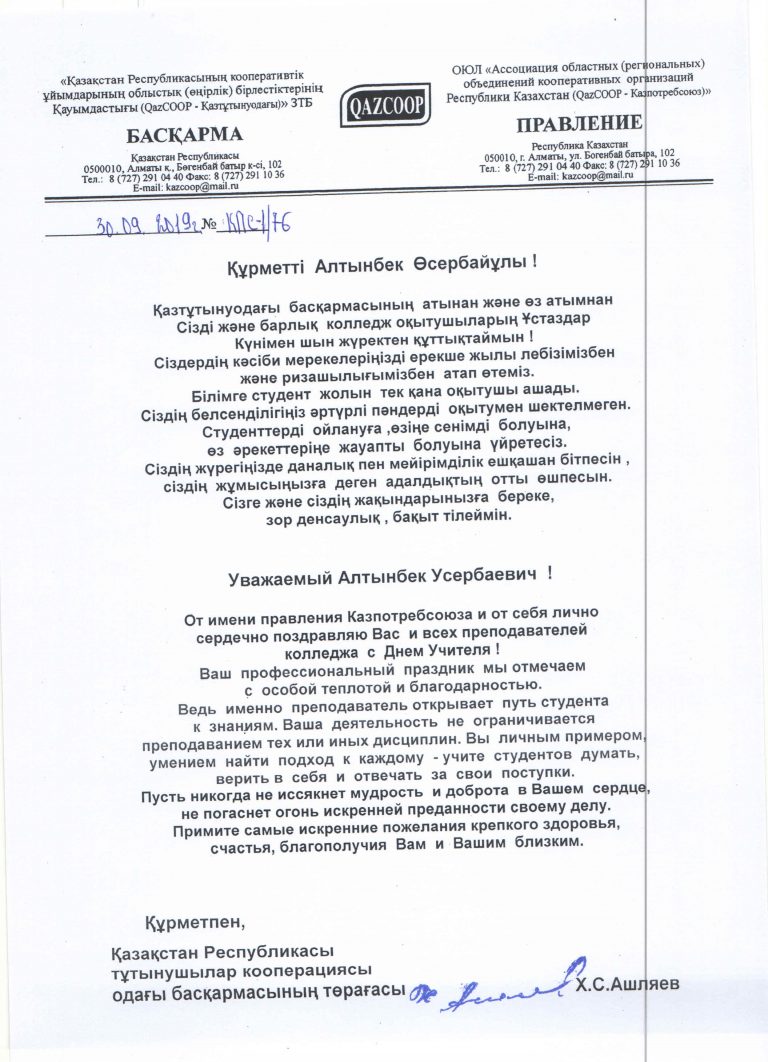 «Қазақстан Республикасының кооперативтік
ұйымдарының облыстық (өңірлік) бірлестіктерінің
Қауымдастығы (QazCOOP - Қазтұтынуодағы)» ЗТБ
БАСҚАРМА
Қазақстан Республикасы
0500010, Алматы қ., Бөгенбай батыр к-сі, 102
Тел.: 8 (727) 291 04 40 Факс: 8 (727) 291 10 36
E-mail: kazcoop@mail.ru
QAZCOOP
ОЮЛ «Ассоциация областных (региональных)
объединений кооперативных организаций
Республики Казахстан (QazCOOP - Казпотребсоюз)»
ПРАВЛЕНИЕ
Республика Казахстан
050010, г. Алматы, ул. Богенбай батыра, 102
Тел.: 8 (727) 291 04 40 Факс: 8 (727) 291 10 36
E-mail: kazcoop@mail.ru
30.09. 2019г № КПС-1/76
Құрметті Алтынбек Өсербайұлы !
Қазтұтынуодағы басқармасының атынан және өз атымнан
Сізді және барлық колледж оқытушыларың Ұстаздар
Күнімен шын жүректен құттықтаймын !
Сіздердің кәсіби мерекелеріңізді ерекше жылы лебізімізбен
және ризашылығымізбен атап өтеміз.
Білімге студент жолын тек қана оқытушы ашады.
Сіздің белсенділігіңіз әртүрлі пәндерді оқытумен шектелмеген.
Студенттерді ойлануға ,өзіңе сенімді болуына,
өз әрекеттеріңе жауапты болуына үйретесіз.
Сіздің жүрегіңізде даналық пен мейірімділік ешқашан бітпесін ,
сіздің жұмысыңызға деген адалдықтың отты өшпесын.
Сізге және сіздің жақындарынызға береке,
зор денсаулық , бақыт тілеймін.
Уважаемый Алтынбек Усербаевич !
От имени правления Казпотребсоюза и от себя лично
сердечно поздравляю Вас и всех преподавателей
колледжа с Днем Учителя !
Ваш профессиональный праздник мы отмечаем
с особой теплотой и благодарностью.
Ведь именно преподаватель открывает путь студента
к знаниям. Ваша деятельность не ограничивается
преподаванием тех или иных дисциплин. Вы личным примером,
умением найти подход к каждому - учите студентов думать,
верить в себя и отвечать за свои поступки.
Пусть никогда не иссякнет мудрость и доброта в Вашем сердце,
не погаснет огонь искренней преданности своему делу.
Примите самые искренние пожелания крепкого здоровья,
счастья, благополучия Вам и Вашим близким.
Құрметпен,
Қазақстан Республикасы
тұтынушылар кооперациясы
одағы басқармасының төрағасы
Х.С.Ашляев